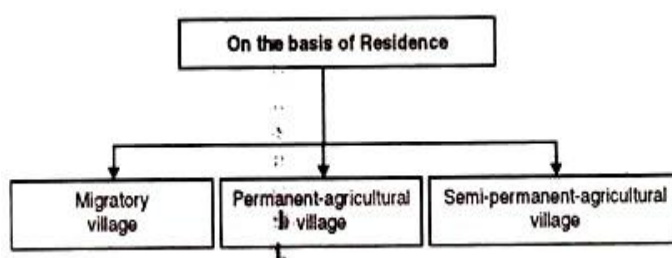 On the basis of Residence
Migratory
village
Permanent-agricultural
village
Semi-permanent-agricultural
village